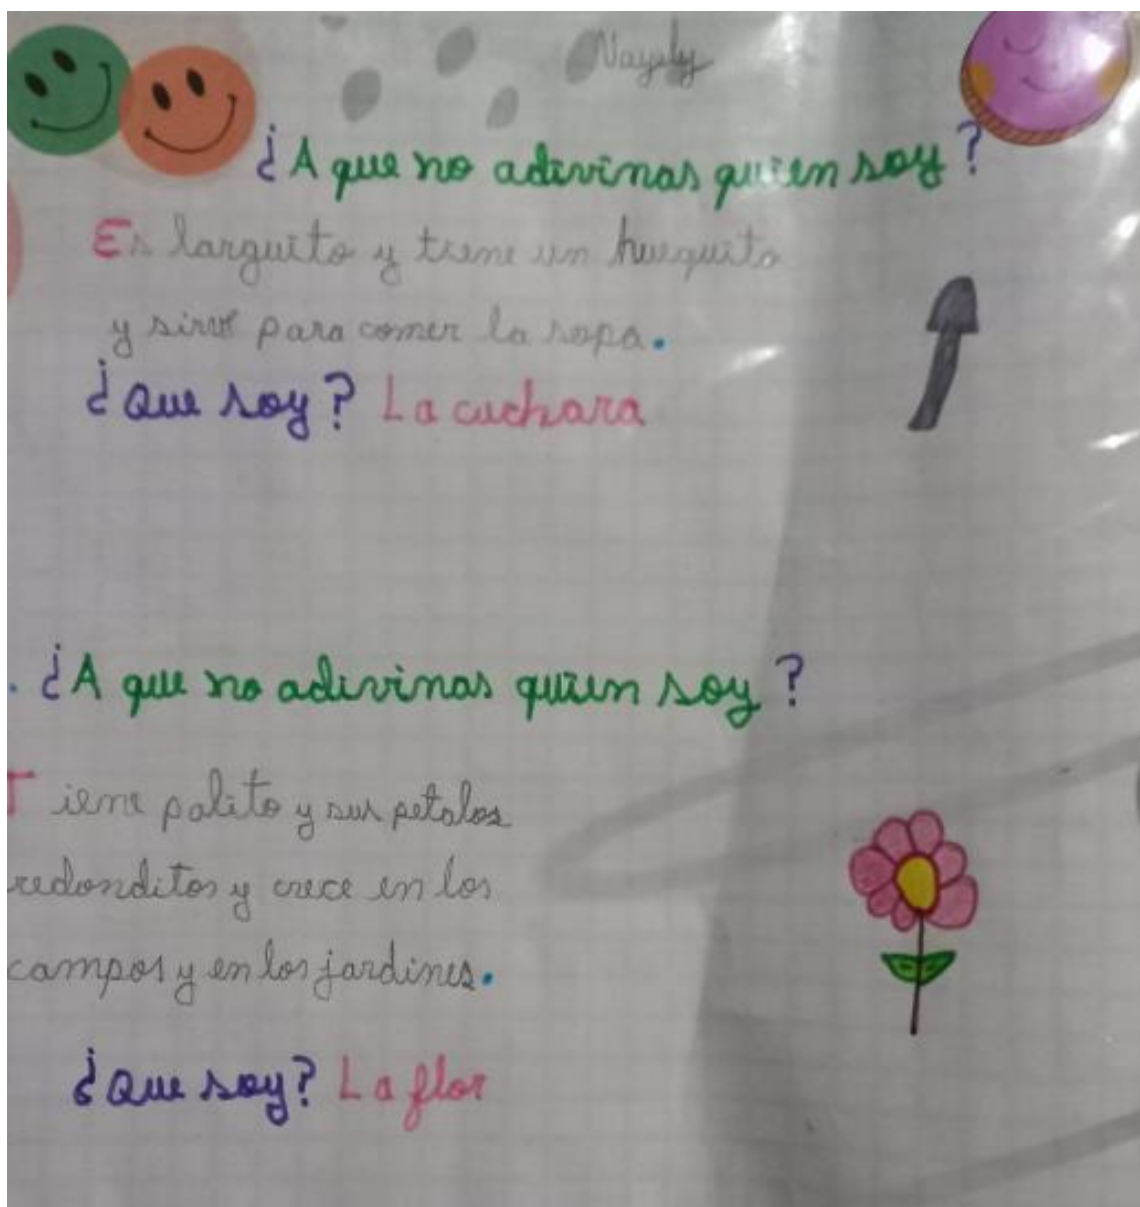 Nayely
¿A que no adivinas quien soy?
Es larguito y tiene un huequito
y sirve para comer la sopa.
¿Que soy? La cuchara
. ¿A que no adivinas quien soy?
Tiene palito y sus petalos
redonditos y crece en los
campos y en los jardines.
¿Que soy? La flor